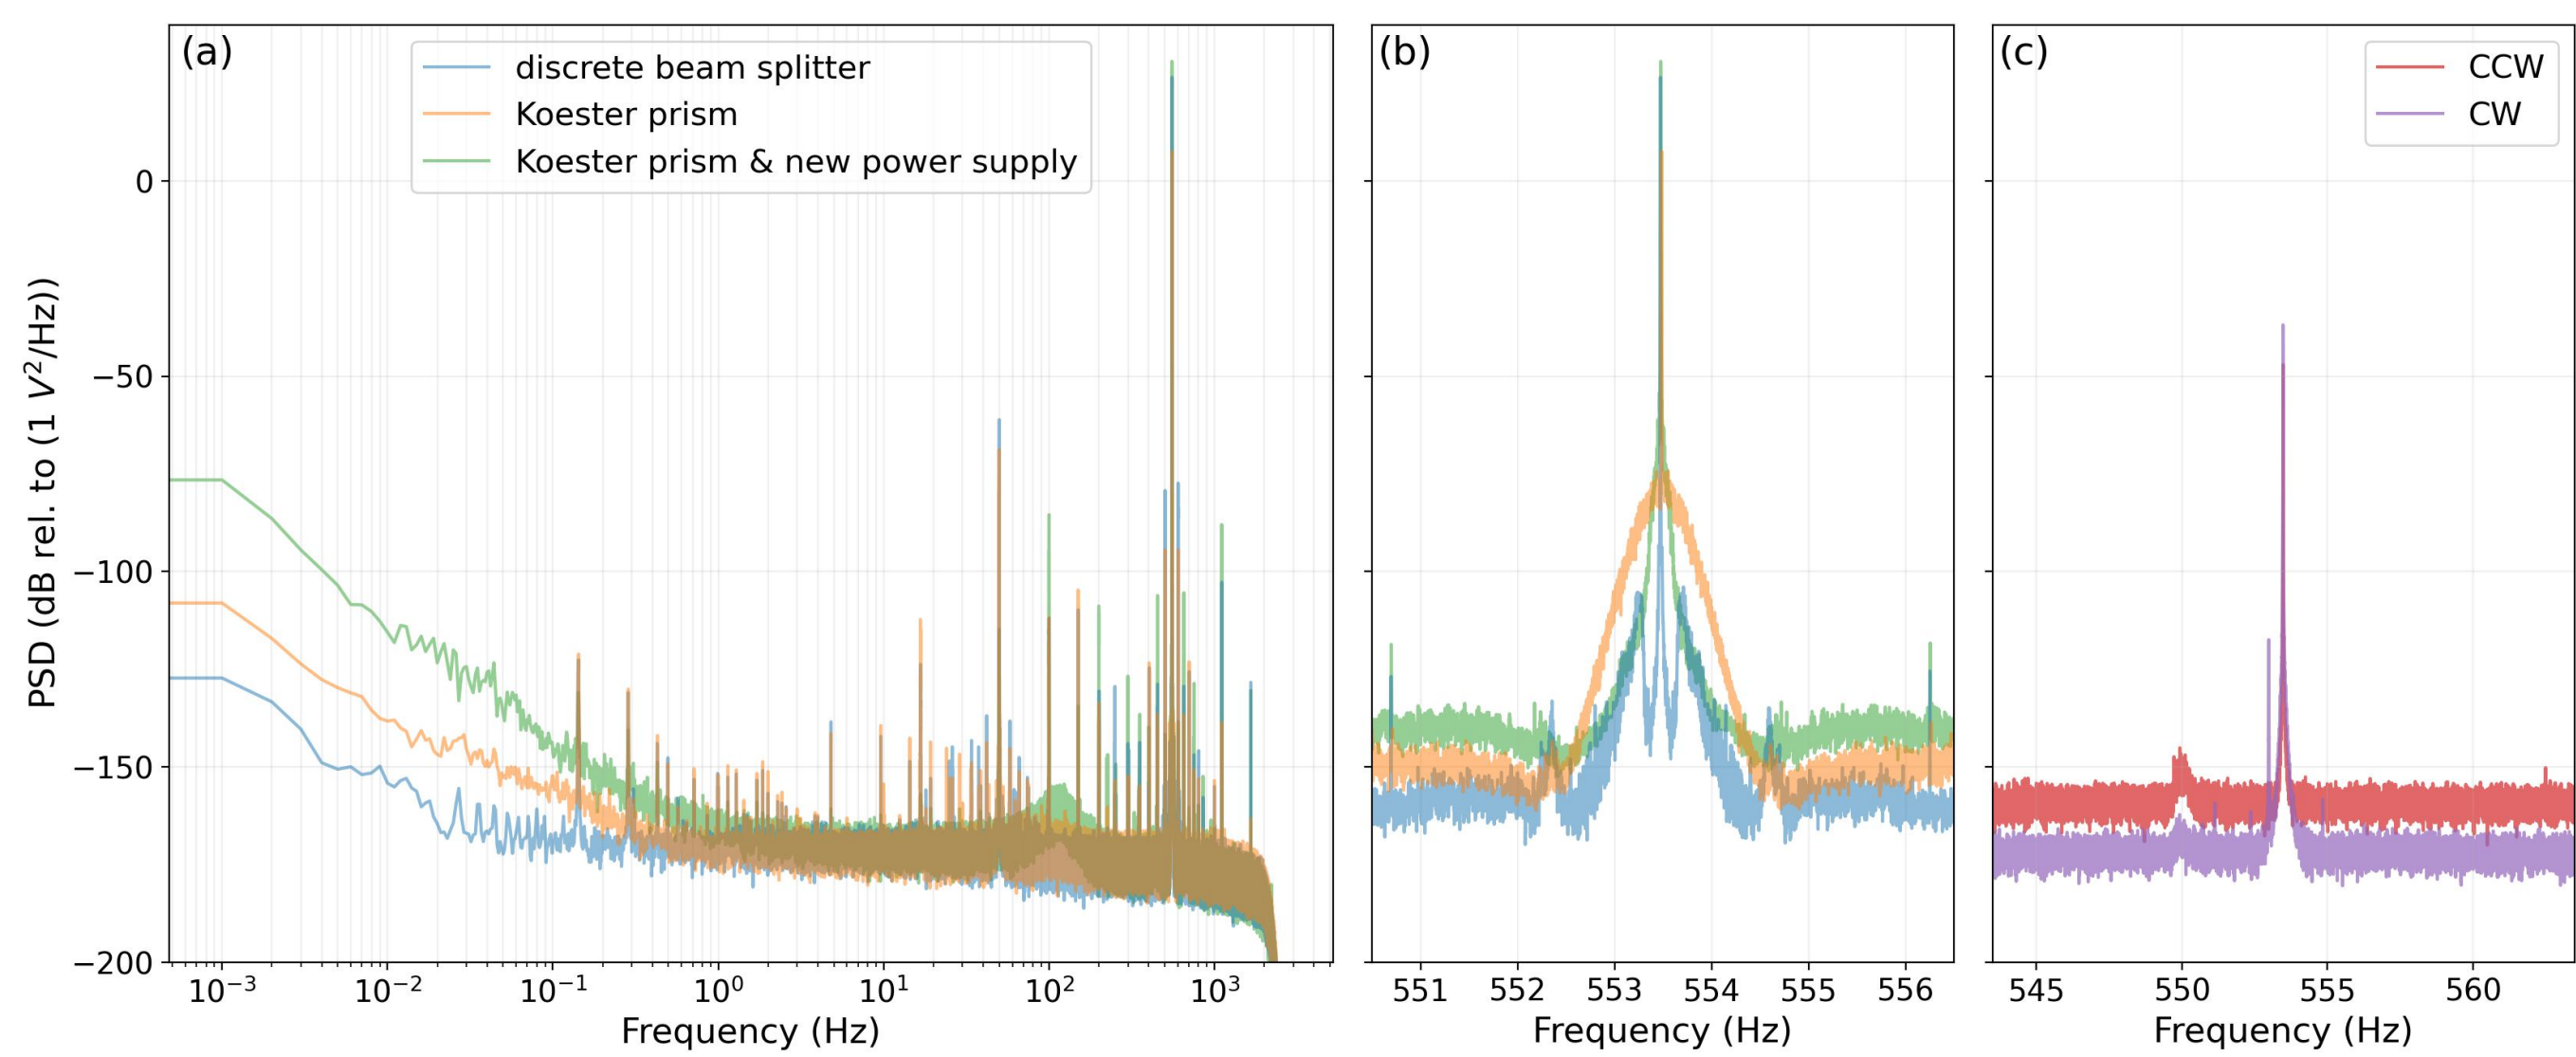 (a)
discrete beam splitter
Koester prism
Koester prism & new power supply
PSD (dB rel. to (1 V²/Hz))
0
−50
−100
−150
−200
10⁻³ 10⁻² 10⁻¹ 10⁰ 10¹ 10² 10³
Frequency (Hz)
(b)
551 552 553 554 555 556
Frequency (Hz)
(c)
CCW
CW
545 550 555 560
Frequency (Hz)